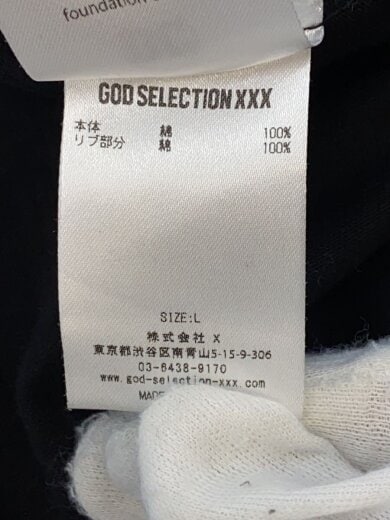 foundation
GOD SELECTION XXX
本体 綿 100%
リブ部分 綿 100%
SIZE:L
株式会社 X
東京都渋谷区南青山5-15-9-306
03-6438-9170
www.god-selection-xxx.com
MADE